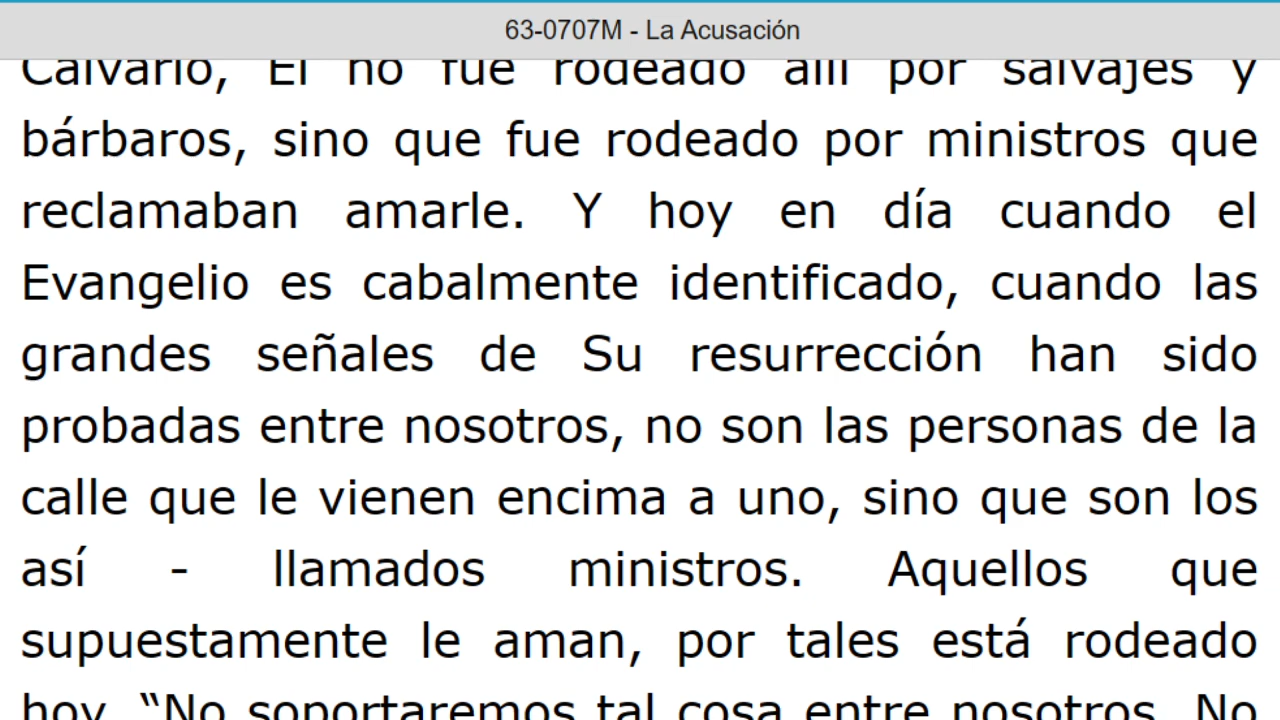 63-0707M - La Acusación
Calvario, El no fue rodeado allí por salvajes y
bárbaros, sino que fue rodeado por ministros que
reclamaban amarle. Y hoy en día cuando el
Evangelio es cabalmente identificado, cuando las
grandes señales de Su resurrección han sido
probadas entre nosotros, no son las personas de la
calle que le vienen encima a uno, sino que son los
así - llamados ministros. Aquellos que
supuestamente le aman, por tales está rodeado
hoy. “No soportaremos tal cosa entre nosotros. No